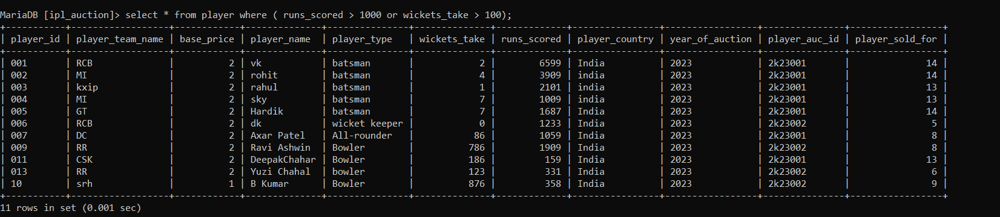 MariaDB [ipl_auction]> select * from player where ( runs_scored > 1000 or wickets_take > 100);
+-----------+------------------+------------+--------------+---------------+--------------+-------------+----------------+-----------------+---------------+-----------------+
| player_id | player_team_name | base_price | player_name  | player_type   | wickets_take | runs_scored | player_country | year_of_auction | player_auc_id | player_sold_for |
+-----------+------------------+------------+--------------+---------------+--------------+-------------+----------------+-----------------+---------------+-----------------+
| 001       | RCB              |          2 | vk           | batsman       |            2 |        6599 | India          | 2023            | 2k23001       |              14 |
| 002       | MI               |          2 | rohit        | batsman       |            4 |        3909 | india          | 2023            | 2k23001       |              14 |
| 003       | kxip             |          2 | rahul        | batsman       |            1 |        2101 | india          | 2023            | 2k23001       |              13 |
| 004       | MI               |          2 | sky          | batsman       |            7 |        1009 | india          | 2023            | 2k23001       |              13 |
| 005       | GT               |          2 | Hardik       | batsman       |            7 |        1687 | India          | 2023            | 2k23001       |              14 |
| 006       | RCB              |          2 | dk           | wicket keeper |            0 |        1233 | India          | 2023            | 2k23002       |               5 |
| 007       | DC               |          2 | Axar Patel   | All-rounder   |           86 |        1059 | India          | 2023            | 2k23001       |               8 |
| 009       | RR               |          2 | Ravi Ashwin  | Bowler        |          786 |        1909 | India          | 2023            | 2k23002       |               8 |
| 011       | CSK              |          2 | DeepakChahar | Bowler        |          186 |         159 | India          | 2023            | 2k23001       |              13 |
| 013       | RR               |          2 | Yuzi Chahal  | bowler        |          123 |         331 | India          | 2023            | 2k23002       |               6 |
| 10        | srh              |          1 | B Kumar      | Bowler        |          876 |         358 | India          | 2023            | 2k23002       |               9 |
+-----------+------------------+------------+--------------+---------------+--------------+-------------+----------------+-----------------+---------------+-----------------+
11 rows in set (0.001 sec)